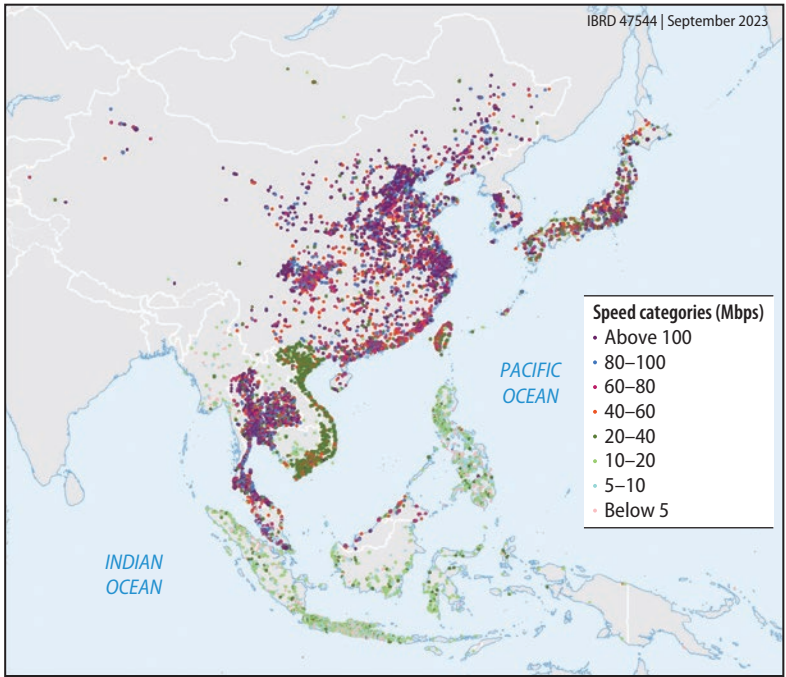 IBRD 47544 | September 2023
Speed categories (Mbps)
Above 100
80–100
60–80
40–60
20–40
10–20
5–10
Below 5
PACIFIC
OCEAN
INDIAN
OCEAN